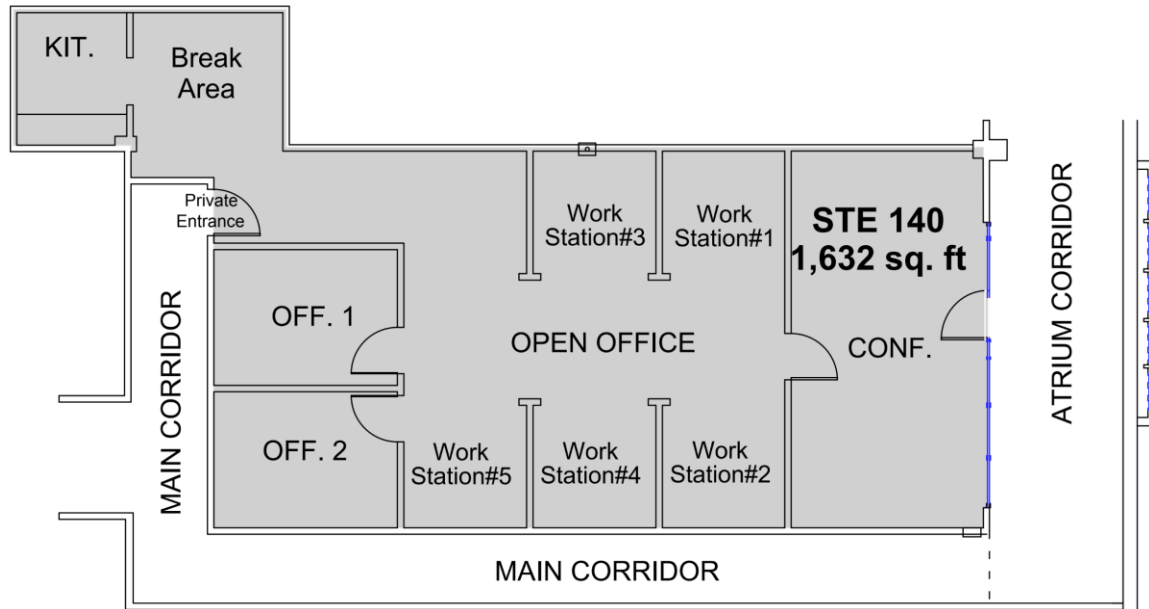 KIT.
Break
Area
Private
Entrance
Work
Station#3
Work
Station#1
STE 140
1,632 sq. ft
OFF. 1
OPEN OFFICE
CONF.
OFF. 2
Work
Station#5
Work
Station#4
Work
Station#2
MAIN CORRIDOR
MAIN CORRIDOR
ATRIUM CORRIDOR